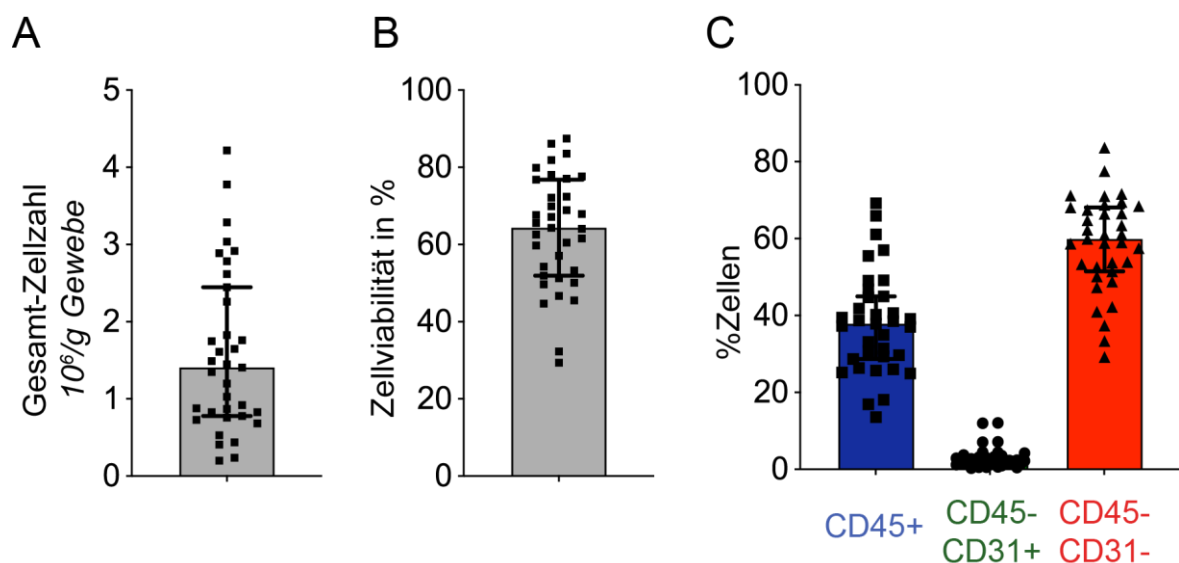 A
B
C
Gesamt-Zellzahl
10⁶/g Gewebe
5
4
3
2
1
0
Zellviabilität in %
100
80
60
40
20
0
%Zellen
100
80
60
40
20
0
CD45+
CD45-
CD31+
CD45-
CD31-